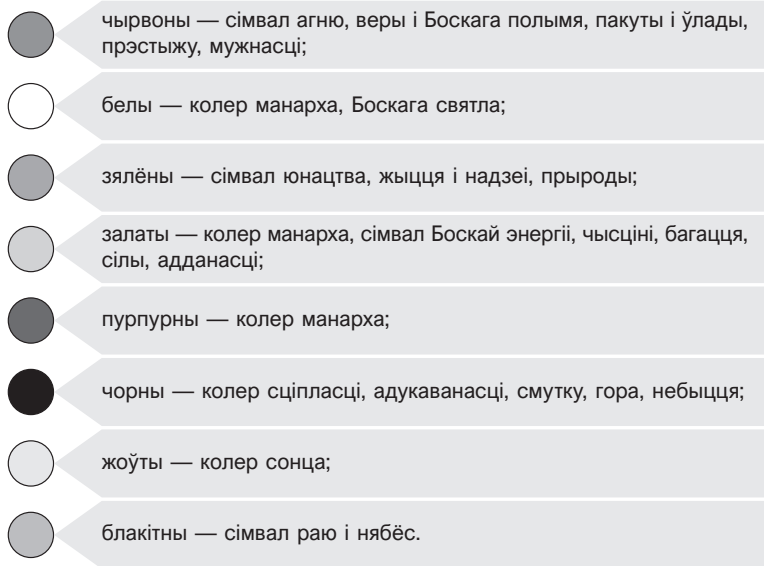 чырвоны — сімвал агню, веры і Боскага полымя, пакуты і ўлады,
прэстыжу, мужнасці;
белы — колер манарха, Боскага святла;
зялёны — сімвал юнацтва, жыцця і надзеі, прыроды;
залаты — колер манарха, сімвал Боскай энергіі, чысціні, багацця,
сілы, адданасці;
пурпурны — колер манарха;
чорны — колер сціпласці, адукаванасці, смутку, гора, небыцця;
жоўты — колер сонца;
блакітны — сімвал раю і нябёс.